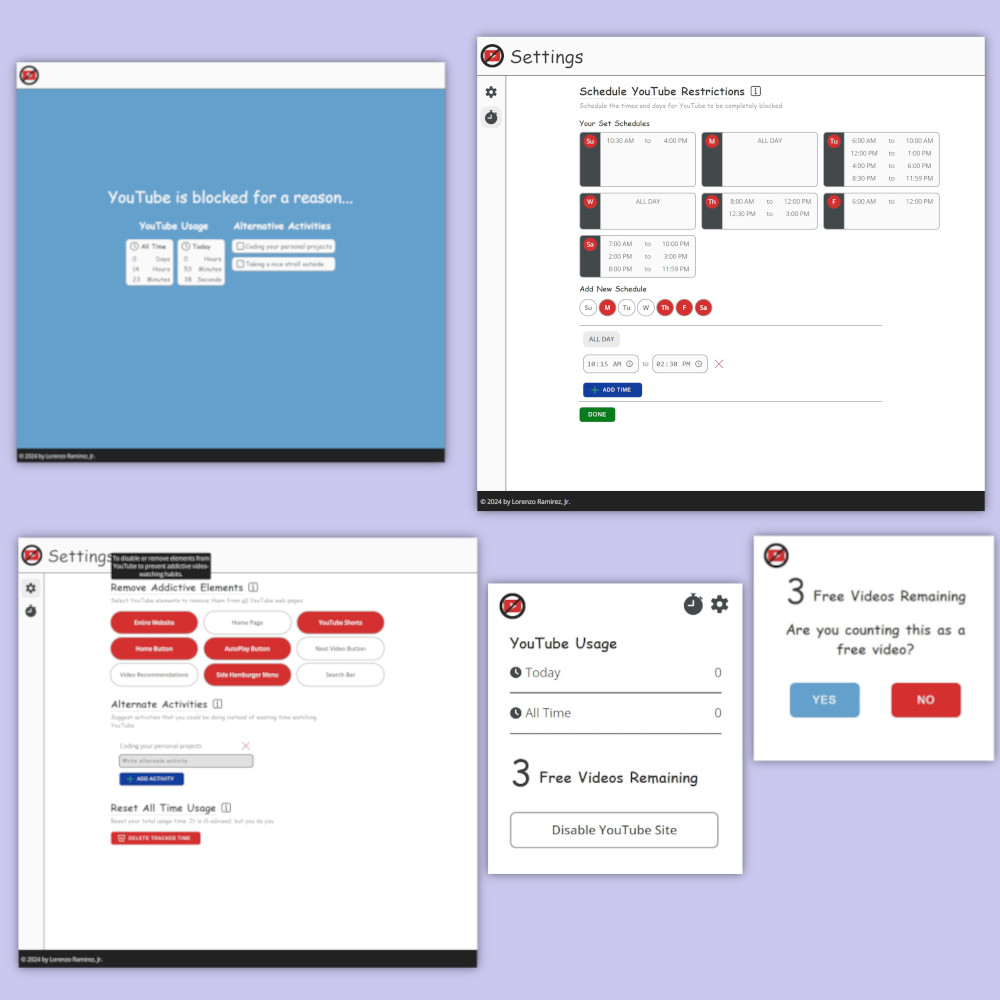 YouTube is blocked for a reason...
YouTube Usage
All Time
0 Days
14 Hours
23 Minutes
Today
0 Hours
53 Minutes
38 Seconds
Alternative Activities
Coding your personal projects
Taking a nice stroll outside
© 2024 by Lorenzo Ramirez, Jr.
Settings
Schedule YouTube Restrictions
Schedule the times and days for YouTube to be completely blocked
Your Set Schedules
Su
10:30 AM to 4:00 PM
M
ALL DAY
Tu
6:00 AM to 10:00 AM
12:00 PM to 1:00 PM
4:00 PM to 6:00 PM
8:30 PM to 11:59 PM
W
ALL DAY
Th
8:00 AM to 12:00 PM
12:30 PM to 3:00 PM
F
6:00 AM to 12:00 PM
Sa
7:00 AM to 10:00 PM
2:00 PM to 3:00 PM
8:00 PM to 11:59 PM
Add New Schedule
Su M Tu W Th F Sa
ALL DAY
10:15 AM to 02:30 PM
+ ADD TIME
DONE
© 2024 by Lorenzo Ramirez, Jr.
Settings
To disable or remove elements from
YouTube to prevent addictive video-
watching habits.
Remove Addictive Elements
Select YouTube elements to remove them from all YouTube web pages
Entire Website Home Page YouTube Shorts
Home Button AutoPlay Button Next Video Button
Video Recommendations Side Hamburger Menu Search Bar
Alternate Activities
Suggest activities that you could be doing instead of wasting time watching
YouTube
Coding your personal projects
Write alternate activity
+ ADD ACTIVITY
Reset All Time Usage
Reset your total usage time. It is ill-advised, but you do you
DELETE TRACKED TIME
© 2024 by Lorenzo Ramirez, Jr.
YouTube Usage
Today 0
All Time 0
3 Free Videos Remaining
Disable YouTube Site
3 Free Videos Remaining
Are you counting this as a
free video?
YES NO